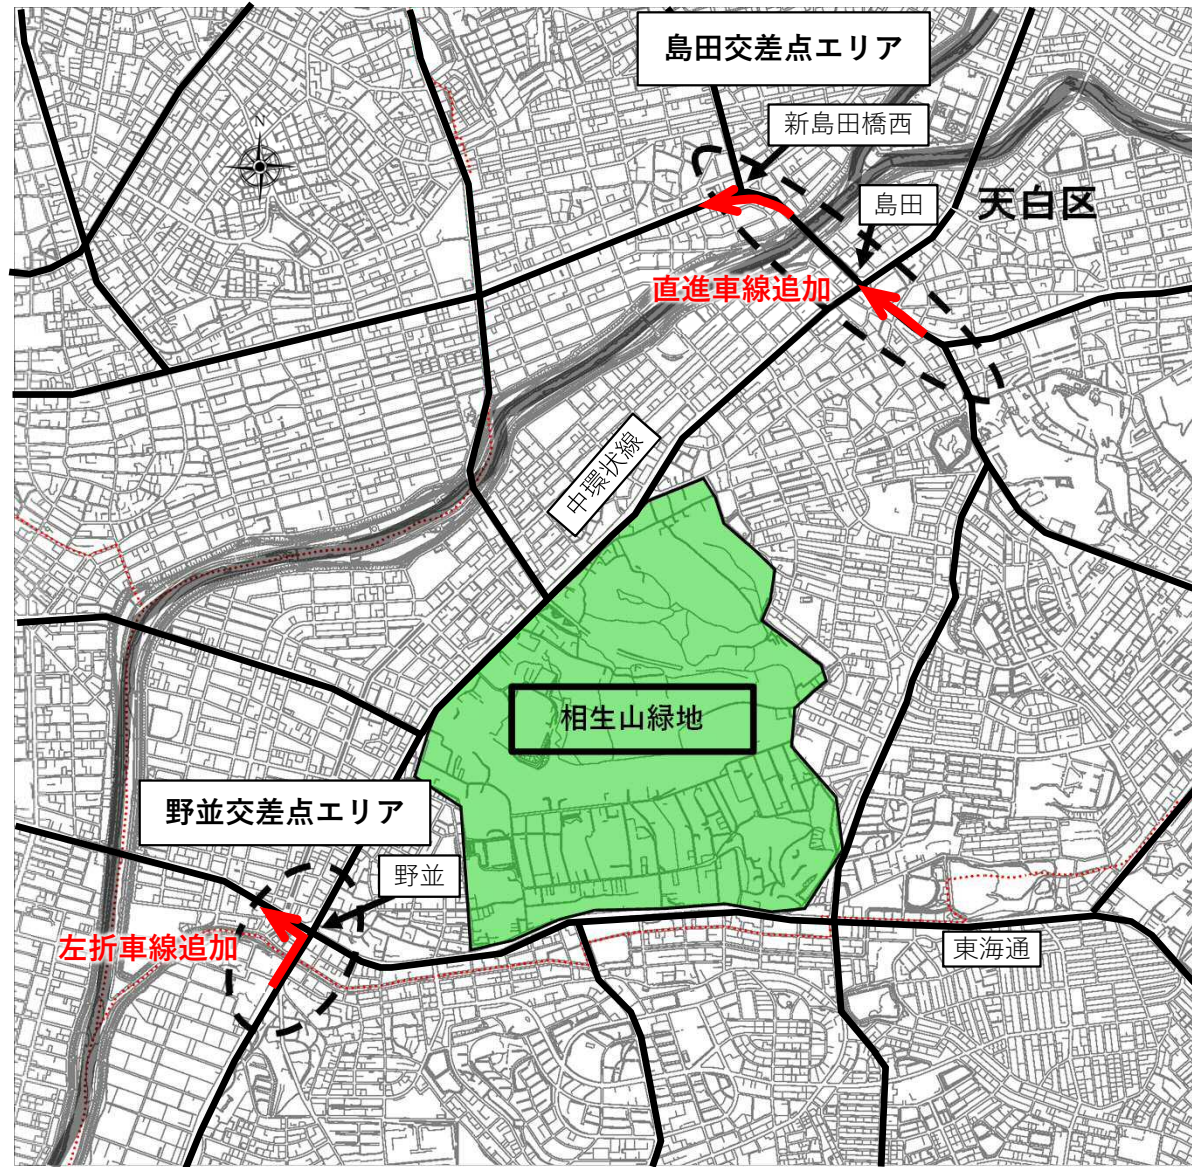 島田交差点エリア
新島田橋西
N
島田
天白区
直進車線追加
中環状線
相生山緑地
野並交差点エリア
野並
左折車線追加
東海通